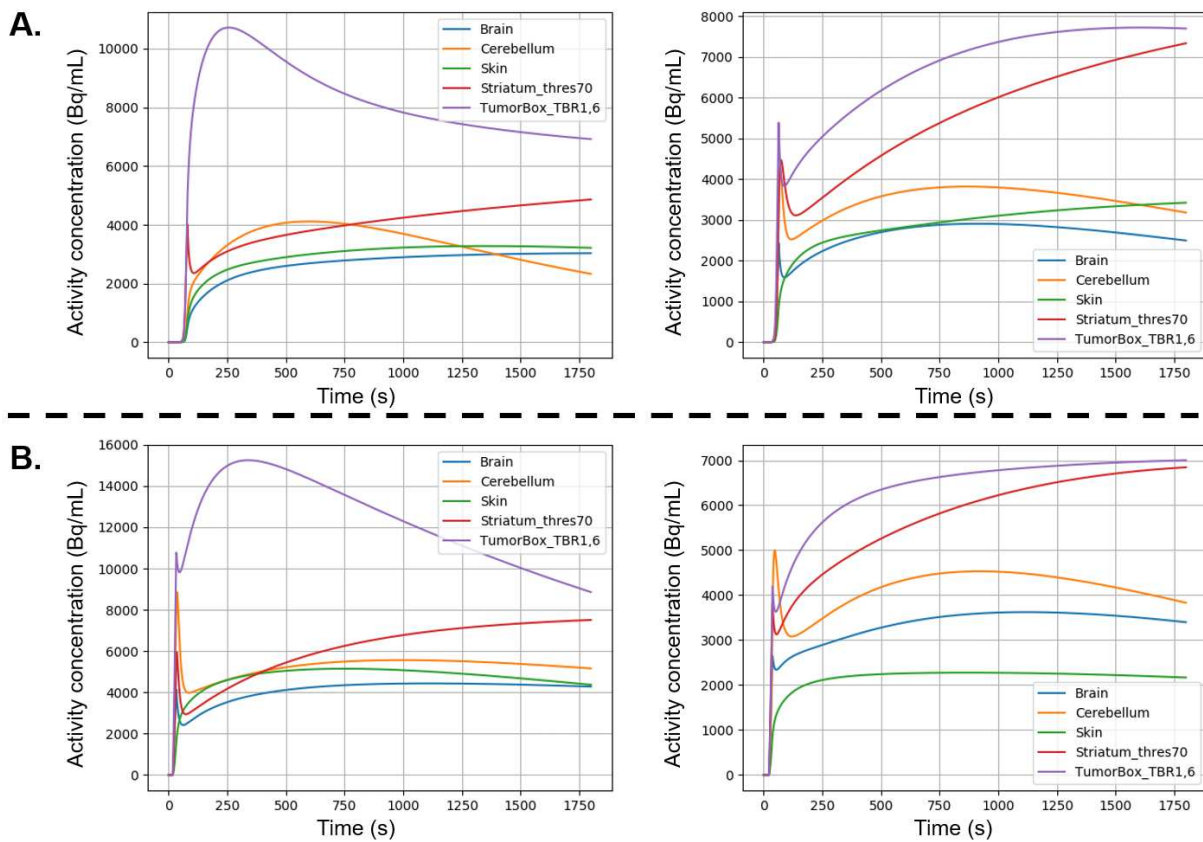 A.
Activity concentration (Bq/mL)
10000
8000
6000
4000
2000
0
Brain
Cerebellum
Skin
Striatum_thres70
TumorBox_TBR1,6
0 250 500 750 1000 1250 1500 1750
Time (s)
Activity concentration (Bq/mL)
8000
7000
6000
5000
4000
3000
2000
1000
0
Brain
Cerebellum
Skin
Striatum_thres70
TumorBox_TBR1,6
0 250 500 750 1000 1250 1500 1750
Time (s)
B.
Activity concentration (Bq/mL)
16000
14000
12000
10000
8000
6000
4000
2000
0
Brain
Cerebellum
Skin
Striatum_thres70
TumorBox_TBR1,6
0 250 500 750 1000 1250 1500 1750
Time (s)
Activity concentration (Bq/mL)
7000
6000
5000
4000
3000
2000
1000
0
Brain
Cerebellum
Skin
Striatum_thres70
TumorBox_TBR1,6
0 250 500 750 1000 1250 1500 1750
Time (s)